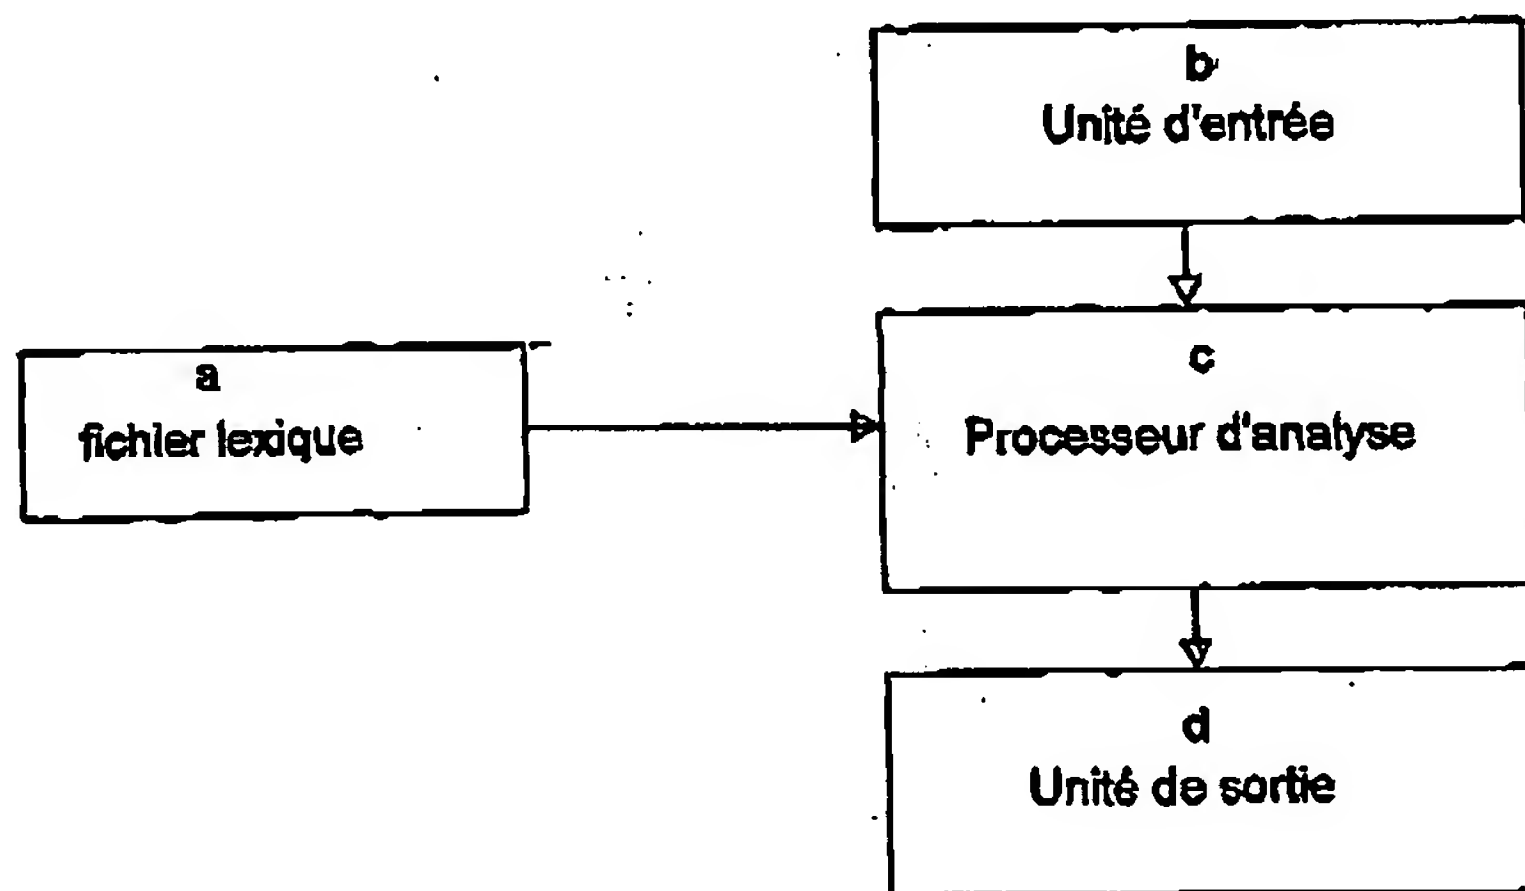 b
Unité d'entrée
a
fichier lexique
c
Processeur d'analyse
d
Unité de sortie